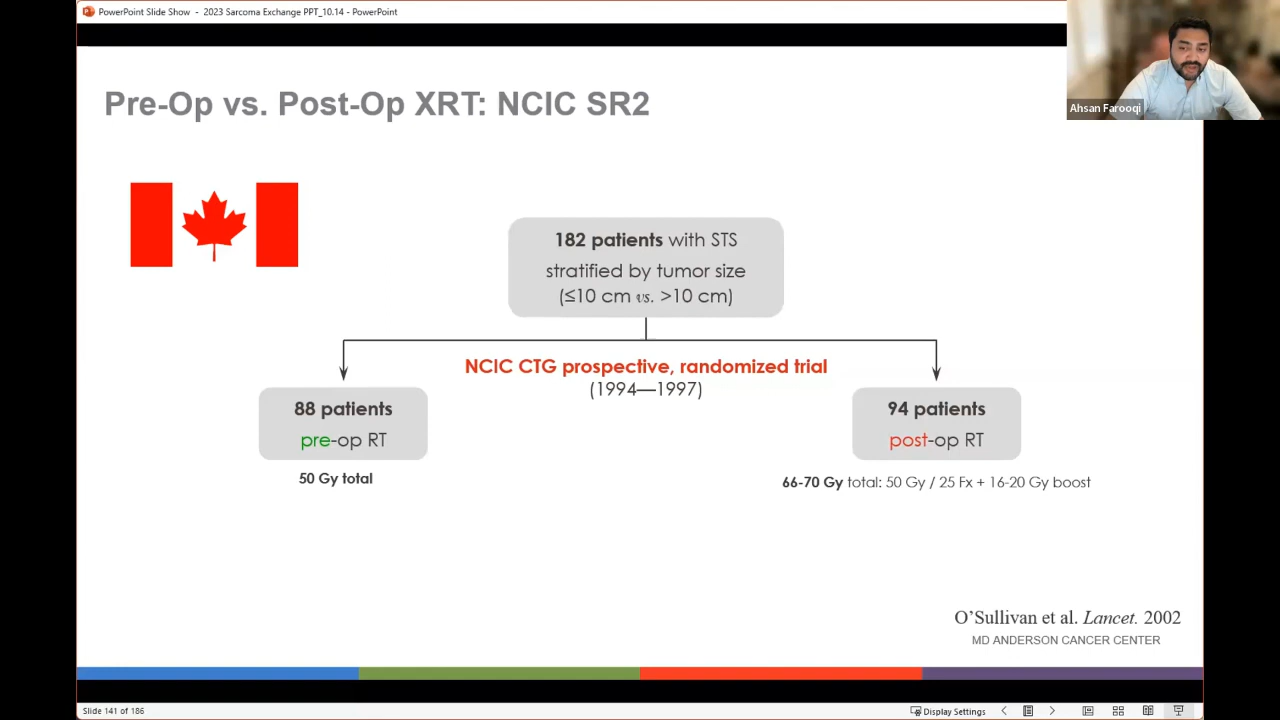 PowerPoint Slide Show - 2023 Sarcoma Exchange PPT_10.14 - PowerPoint
Ahsan Farooqi
Pre-Op vs. Post-Op XRT: NCIC SR2
182 patients with STS
stratified by tumor size
(≤10 cm vs. >10 cm)
NCIC CTG prospective, randomized trial
(1994—1997)
88 patients
pre-op RT
50 Gy total
94 patients
post-op RT
66-70 Gy total: 50 Gy / 25 Fx + 16-20 Gy boost
O’Sullivan et al. Lancet. 2002
MD ANDERSON CANCER CENTER
Slide 141 of 186
Display Settings